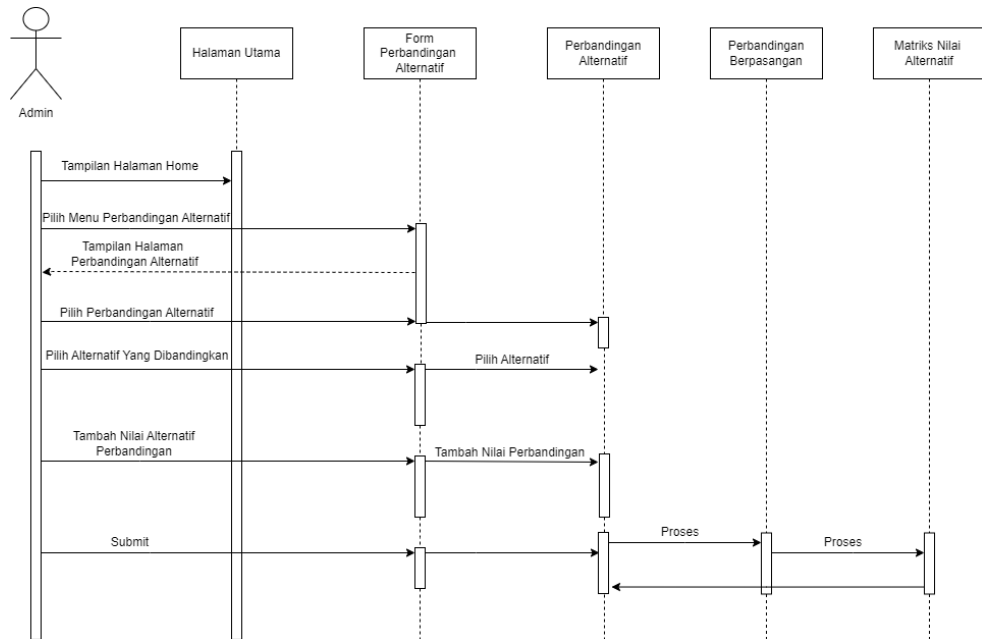 Halaman Utama
Form
Perbandingan
Alternatif
Perbandingan
Alternatif
Perbandingan
Berpasangan
Matriks Nilai
Alternatif
Admin
Tampilan Halaman Home
Pilih Menu Perbandingan Alternatif
Tampilan Halaman
Perbandingan Alternatif
Pilih Perbandingan Alternatif
Pilih Alternatif Yang Dibandingkan
Pilih Alternatif
Tambah Nilai Alternatif
Perbandingan
Tambah Nilai Perbandingan
Submit
Proses
Proses